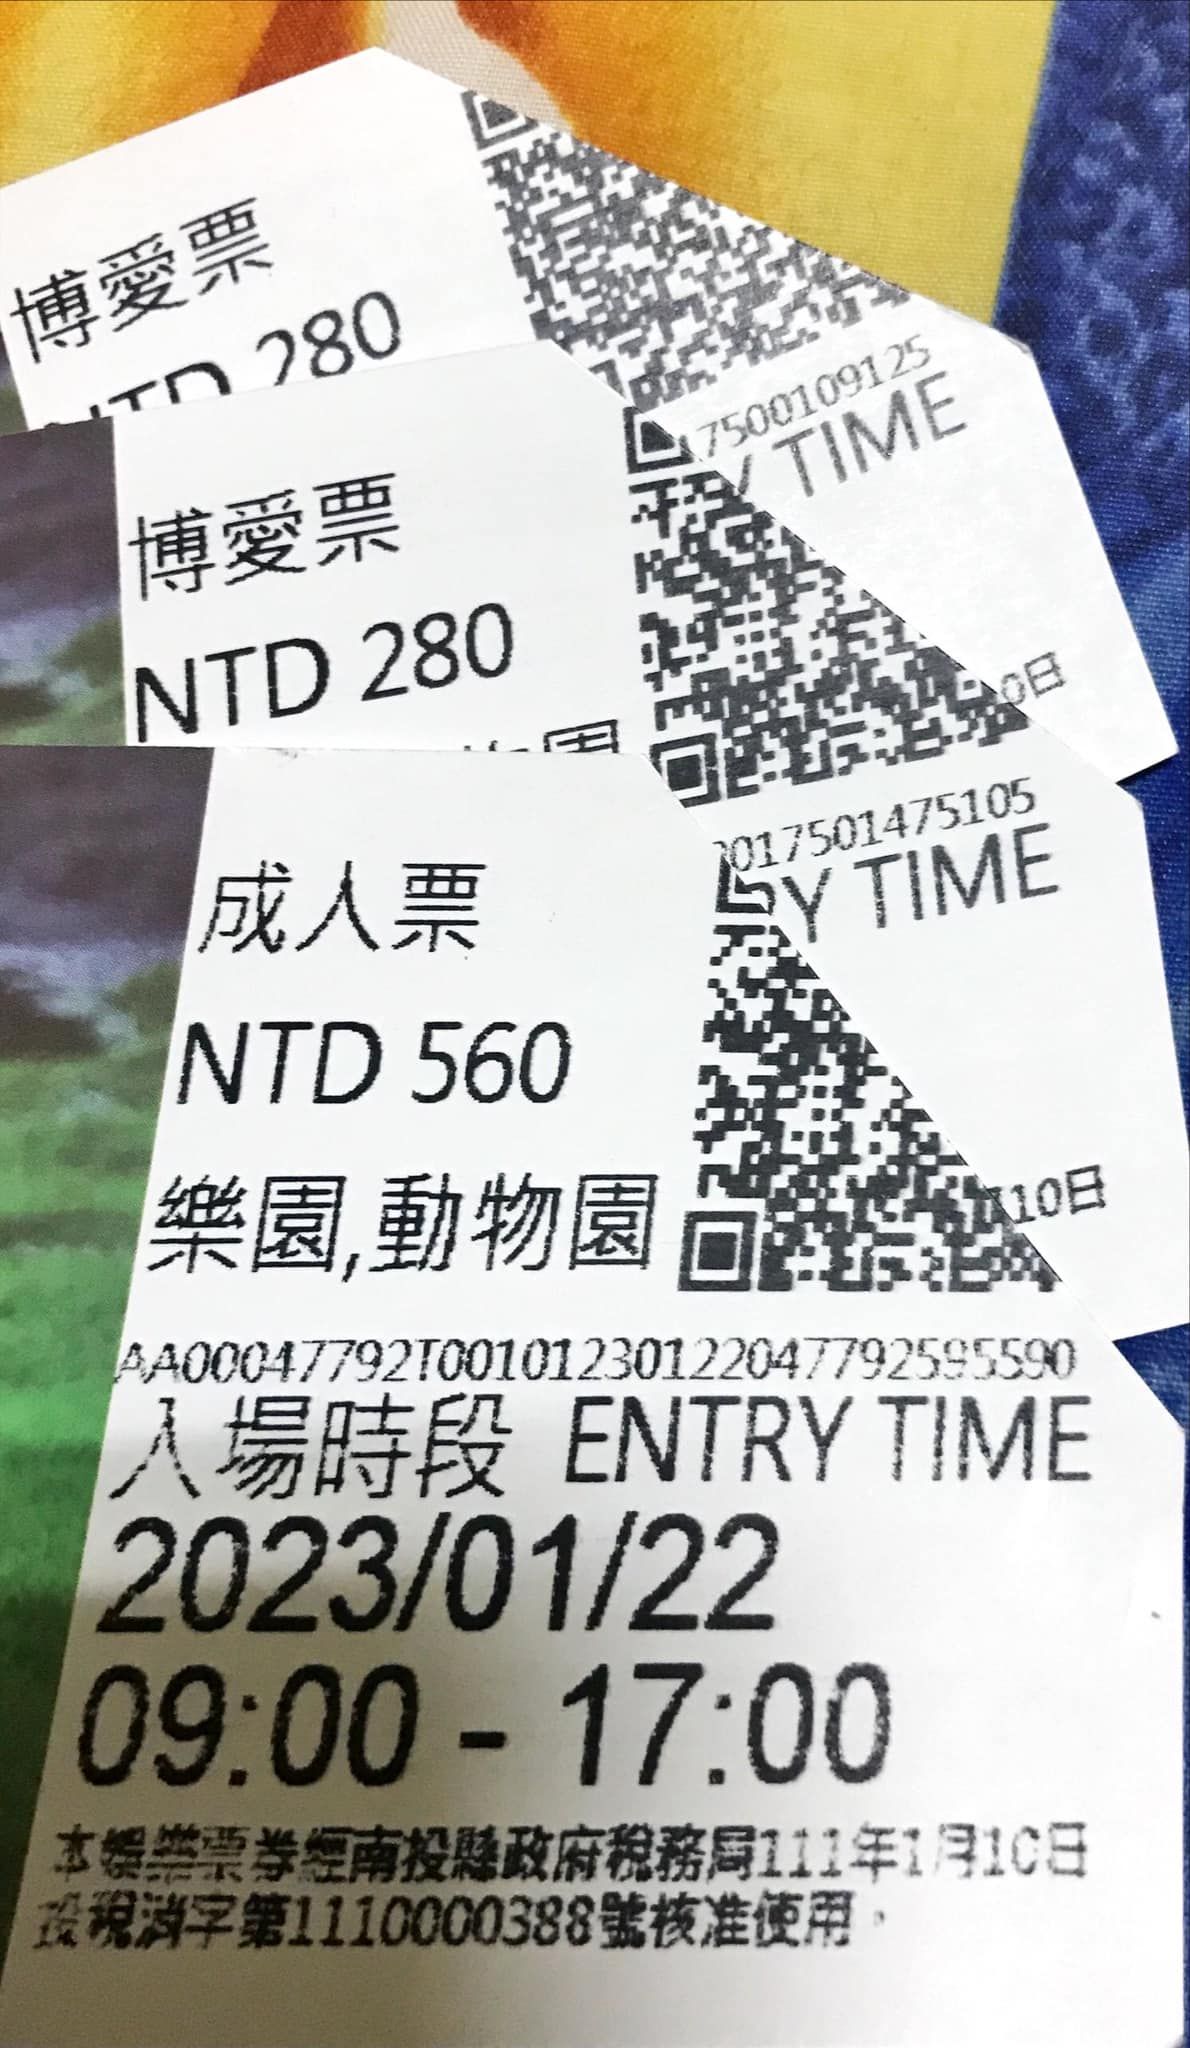 博愛票
NTD 280
7500109125
Y TIME
0日
博愛票
NTD 280
物園
017501475105
Y TIME
10日
成人票
NTD 560
樂園,動物園
AA00047792T00101230122047792595590
入場時段 ENTRY TIME
2023/01/22
09:00 - 17:00
本娛樂票券經南投縣政府稅務局111年1月10日
投稅消字第1110000388號核准使用。